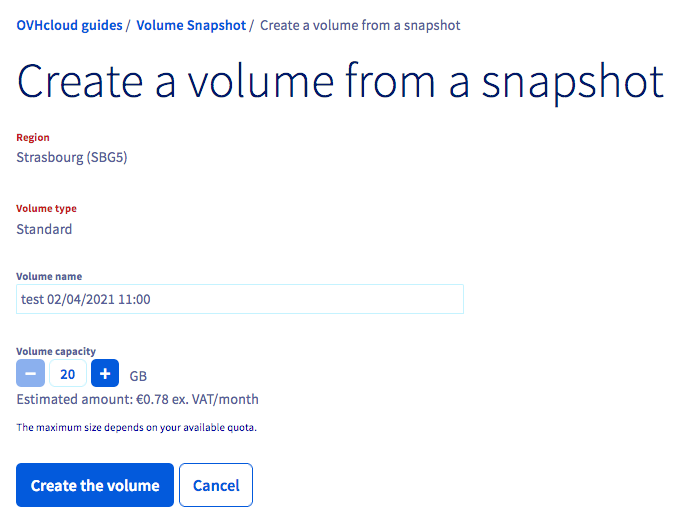 OVHcloud guides / Volume Snapshot / Create a volume from a snapshot
Create a volume from a snapshot
Region
Strasbourg (SBG5)
Volume type
Standard
Volume name
test 02/04/2021 11:00
Volume capacity
− 20 + GB
Estimated amount: €0.78 ex. VAT/month
The maximum size depends on your available quota.
Create the volume Cancel